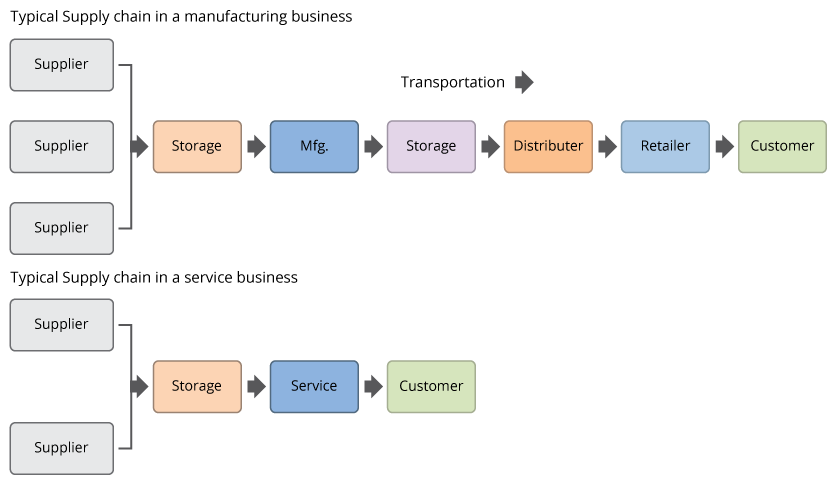 Typical Supply chain in a manufacturing business
Supplier
Transportation
Supplier
Storage
Mfg.
Storage
Distributer
Retailer
Customer
Supplier
Typical Supply chain in a service business
Supplier
Storage
Service
Customer
Supplier